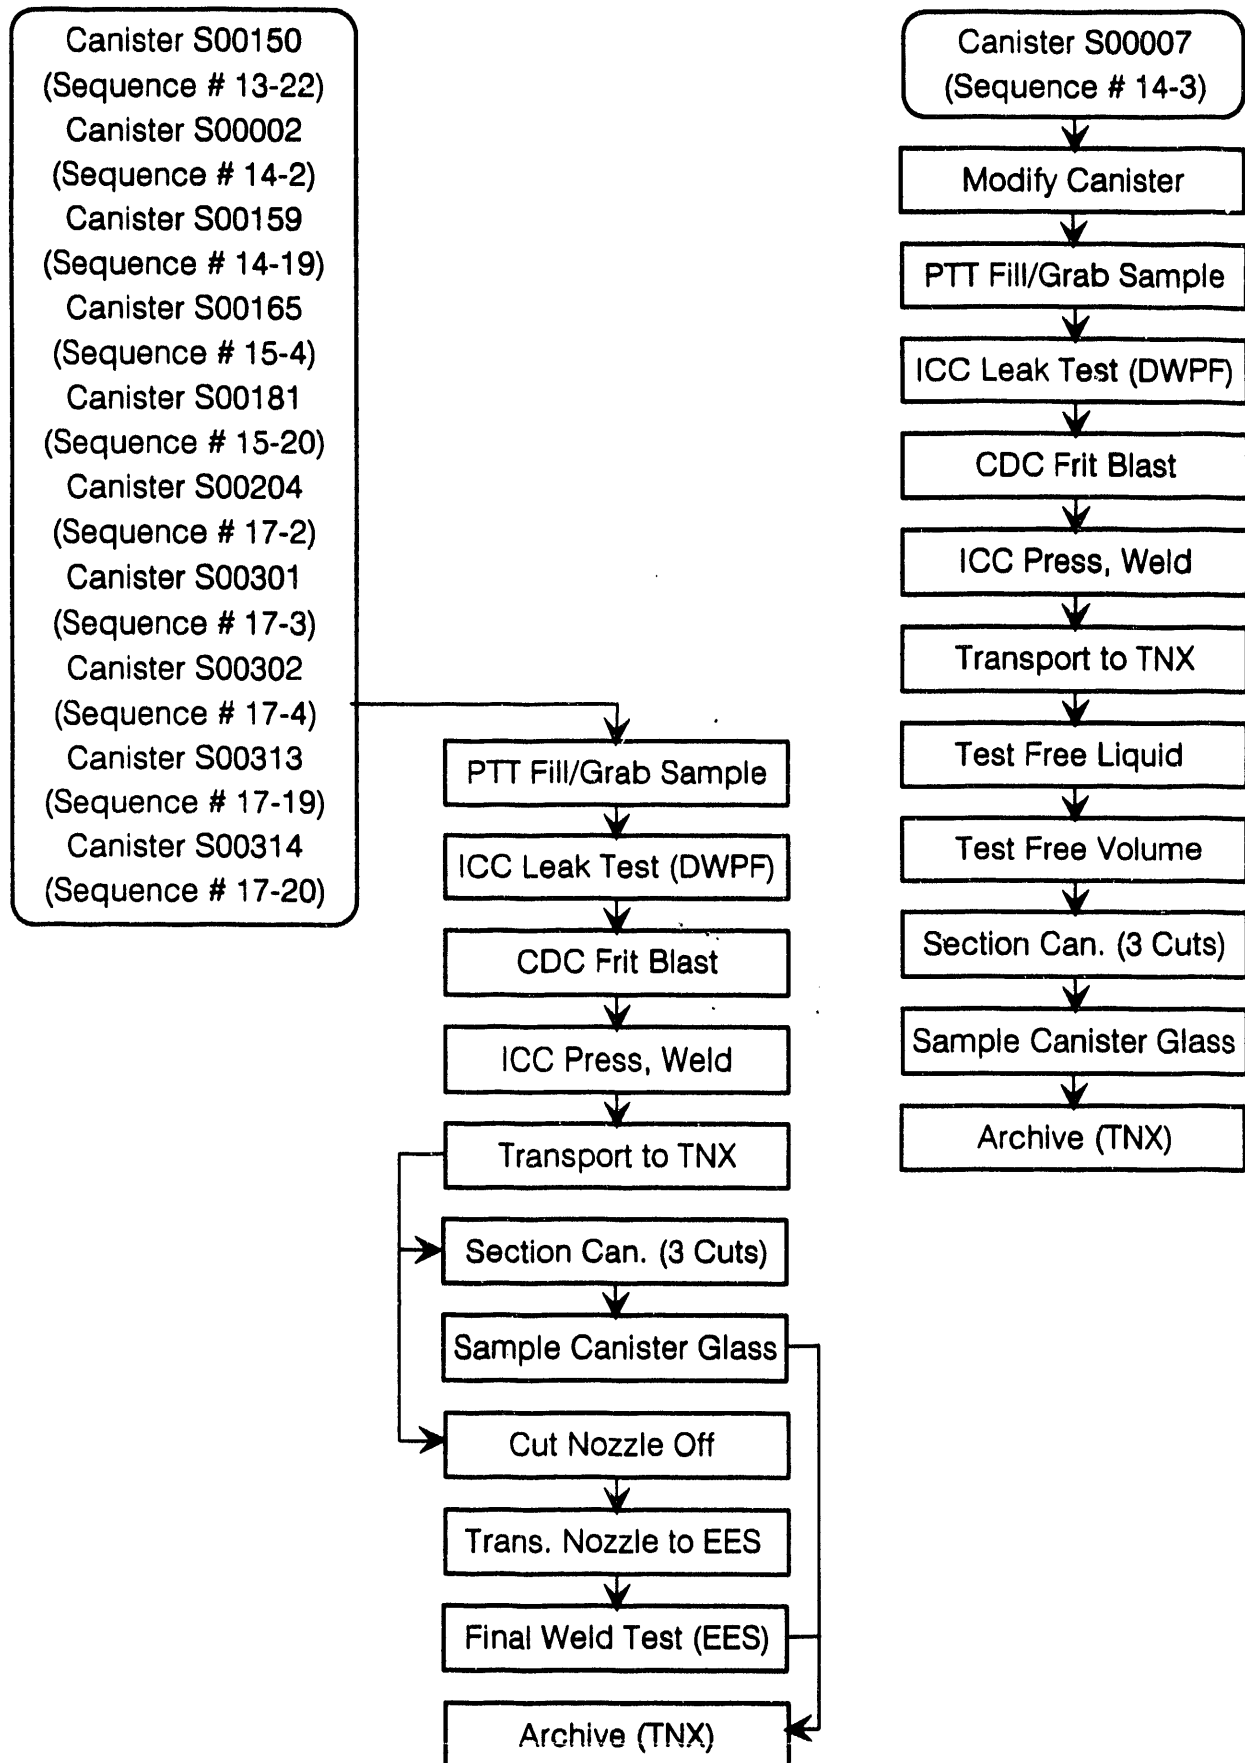 Canister S00150
(Sequence # 13-22)
Canister S00002
(Sequence # 14-2)
Canister S00159
(Sequence # 14-19)
Canister S00165
(Sequence # 15-4)
Canister S00181
(Sequence # 15-20)
Canister S00204
(Sequence # 17-2)
Canister S00301
(Sequence # 17-3)
Canister S00302
(Sequence # 17-4)
Canister S00313
(Sequence # 17-19)
Canister S00314
(Sequence # 17-20)
PTT Fill/Grab Sample
ICC Leak Test (DWPF)
CDC Frit Blast
ICC Press, Weld
Transport to TNX
Section Can. (3 Cuts)
Sample Canister Glass
Cut Nozzle Off
Trans. Nozzle to EES
Final Weld Test (EES)
Archive (TNX)
Canister S00007
(Sequence # 14-3)
Modify Canister
PTT Fill/Grab Sample
ICC Leak Test (DWPF)
CDC Frit Blast
ICC Press, Weld
Transport to TNX
Test Free Liquid
Test Free Volume
Section Can. (3 Cuts)
Sample Canister Glass
Archive (TNX)